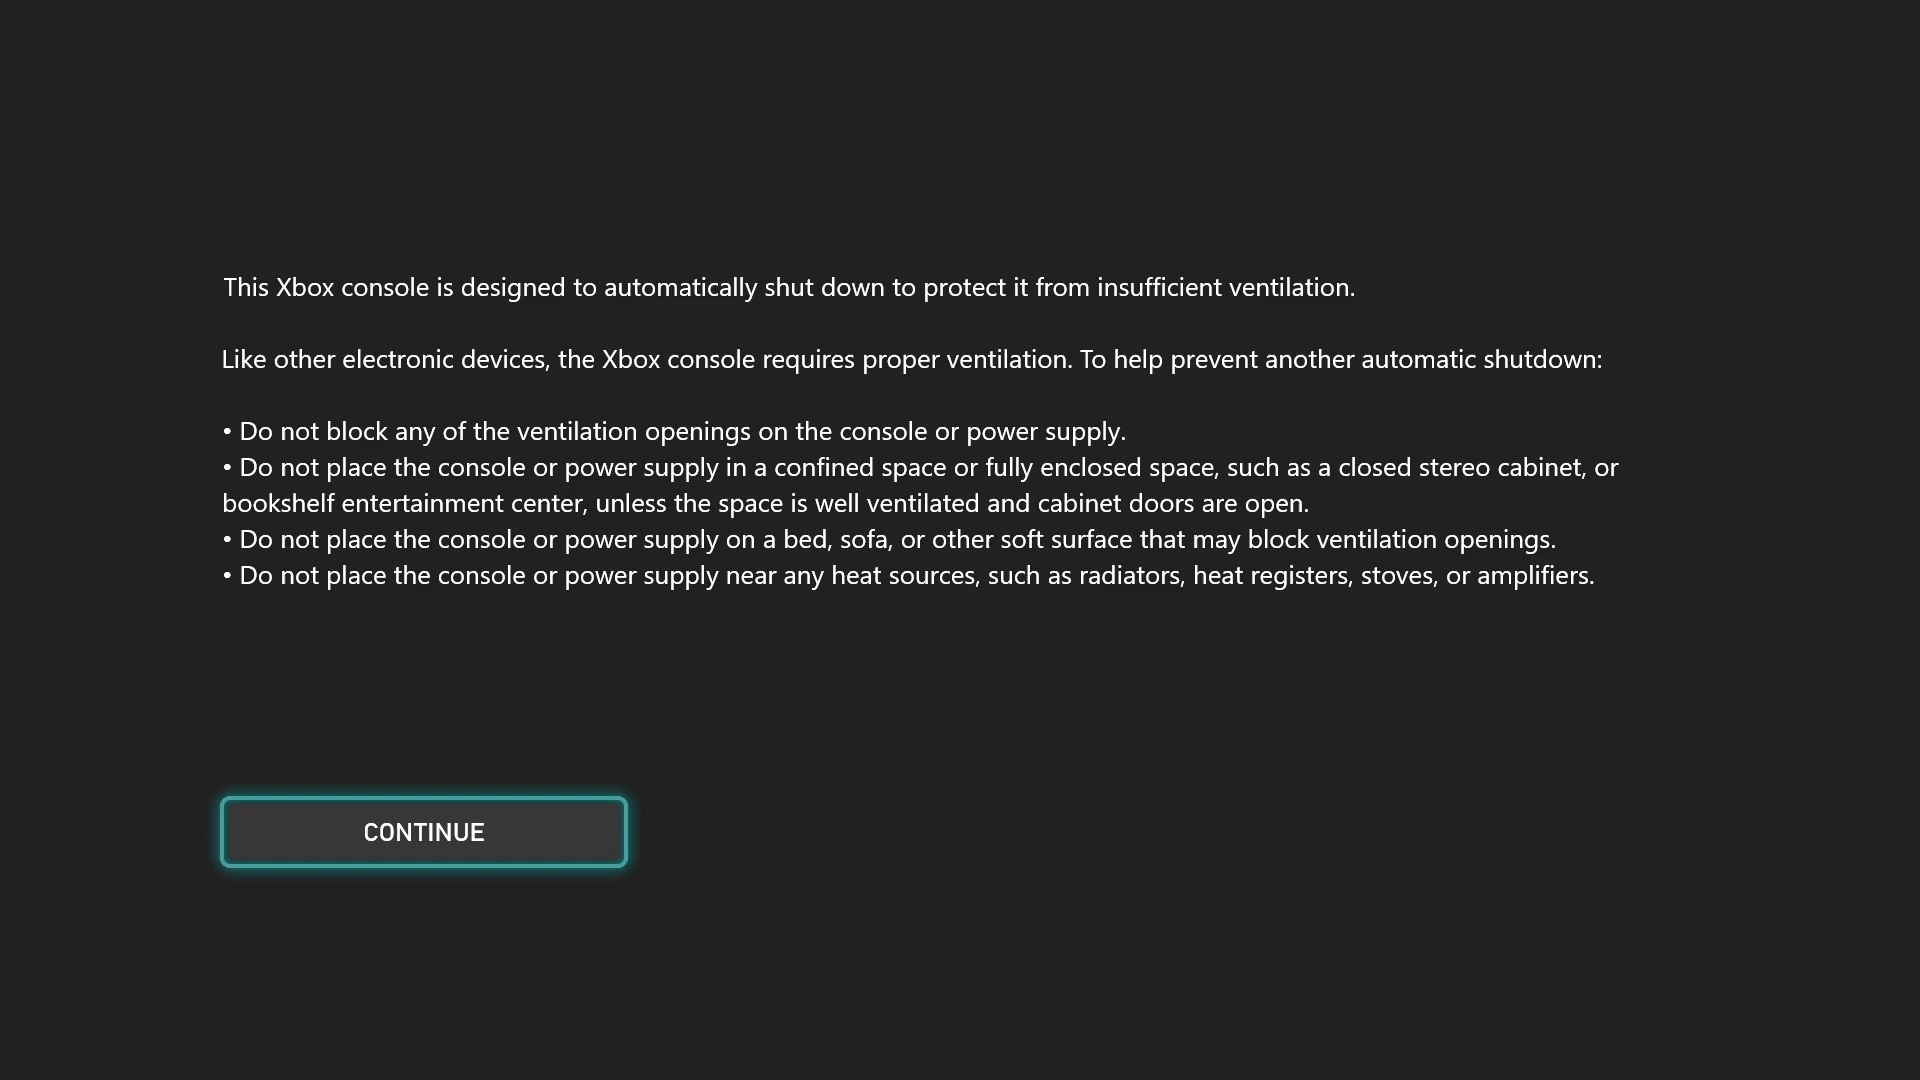 This Xbox console is designed to automatically shut down to protect it from insufficient ventilation.
Like other electronic devices, the Xbox console requires proper ventilation. To help prevent another automatic shutdown:
• Do not block any of the ventilation openings on the console or power supply.
• Do not place the console or power supply in a confined space or fully enclosed space, such as a closed stereo cabinet, or
bookshelf entertainment center, unless the space is well ventilated and cabinet doors are open.
• Do not place the console or power supply on a bed, sofa, or other soft surface that may block ventilation openings.
• Do not place the console or power supply near any heat sources, such as radiators, heat registers, stoves, or amplifiers.
CONTINUE